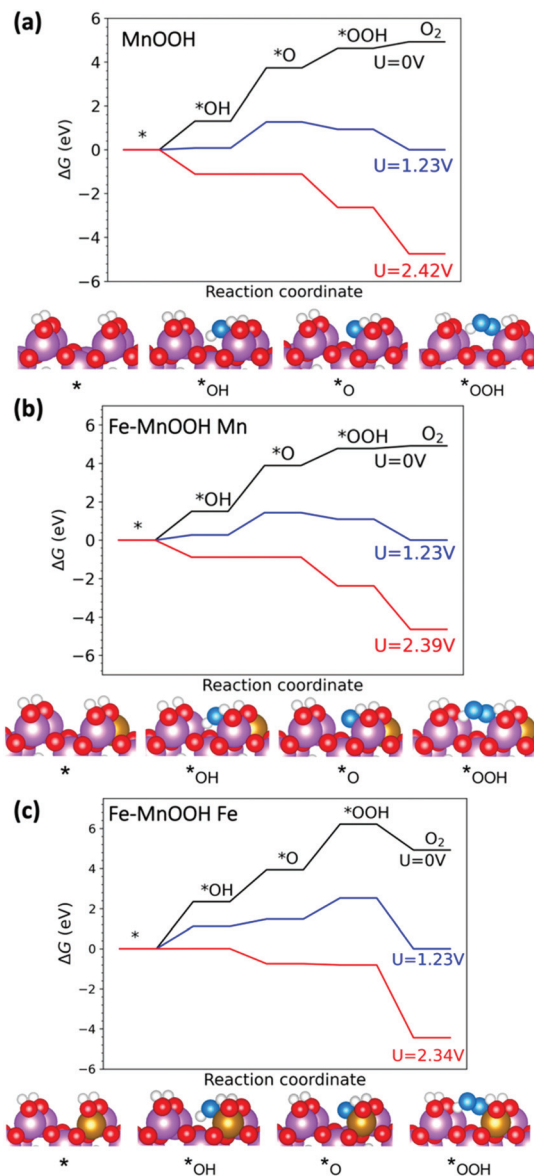 (a)
MnOOH
6
4
2
0
−2
−4
−6
ΔG (eV)
*
*OH
*O
*OOH
O₂
U=0V
U=1.23V
U=2.42V
Reaction coordinate
* *OH *O *OOH
(b)
Fe-MnOOH Mn
6
4
2
0
−2
−4
−6
ΔG (eV)
*
*OH
*O
*OOH
O₂
U=0V
U=1.23V
U=2.39V
Reaction coordinate
* *OH *O *OOH
(c)
Fe-MnOOH Fe
6
4
2
0
−2
−4
−6
ΔG (eV)
*
*OH
*O
*OOH
O₂
U=0V
U=1.23V
U=2.34V
Reaction coordinate
* *OH *O *OOH